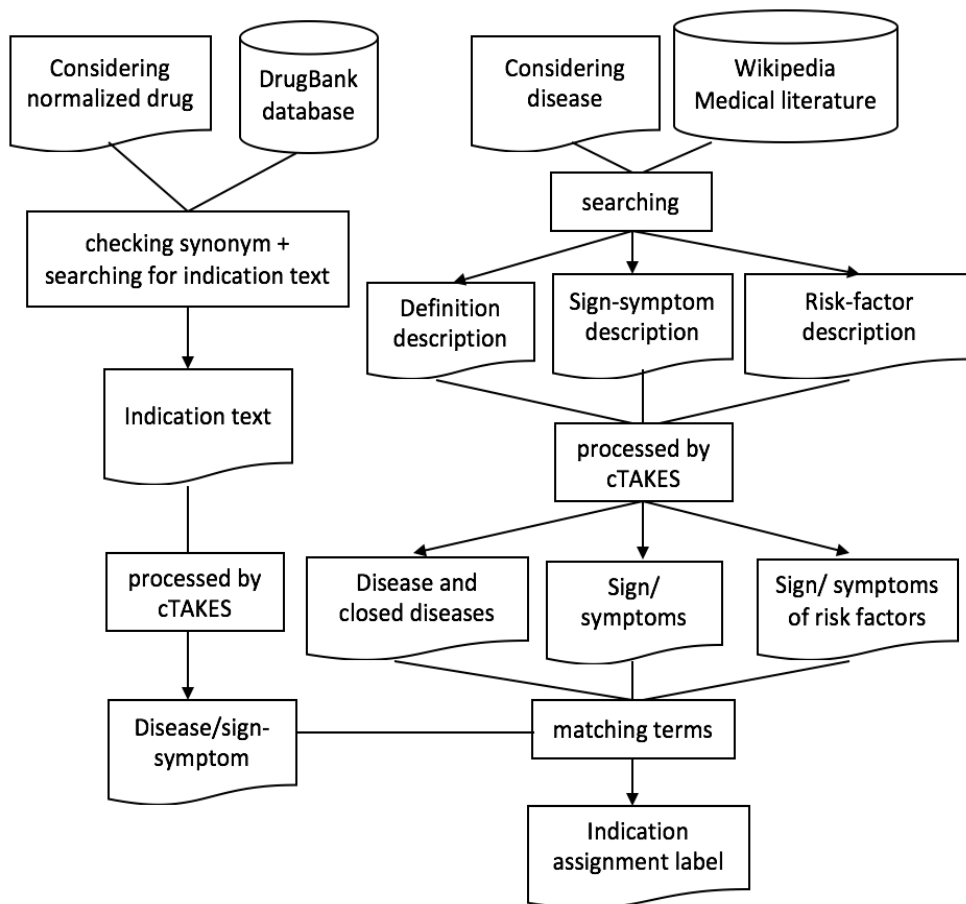 Considering
normalized drug
DrugBank
database
Considering
disease
Wikipedia
Medical literature
searching
checking synonym +
searching for indication text
Definition
description
Sign-symptom
description
Risk-factor
description
Indication text
processed by
cTAKES
processed by
cTAKES
Disease and
closed diseases
Sign/
symptoms
Sign/ symptoms
of risk factors
Disease/sign-
symptom
matching terms
Indication
assignment label